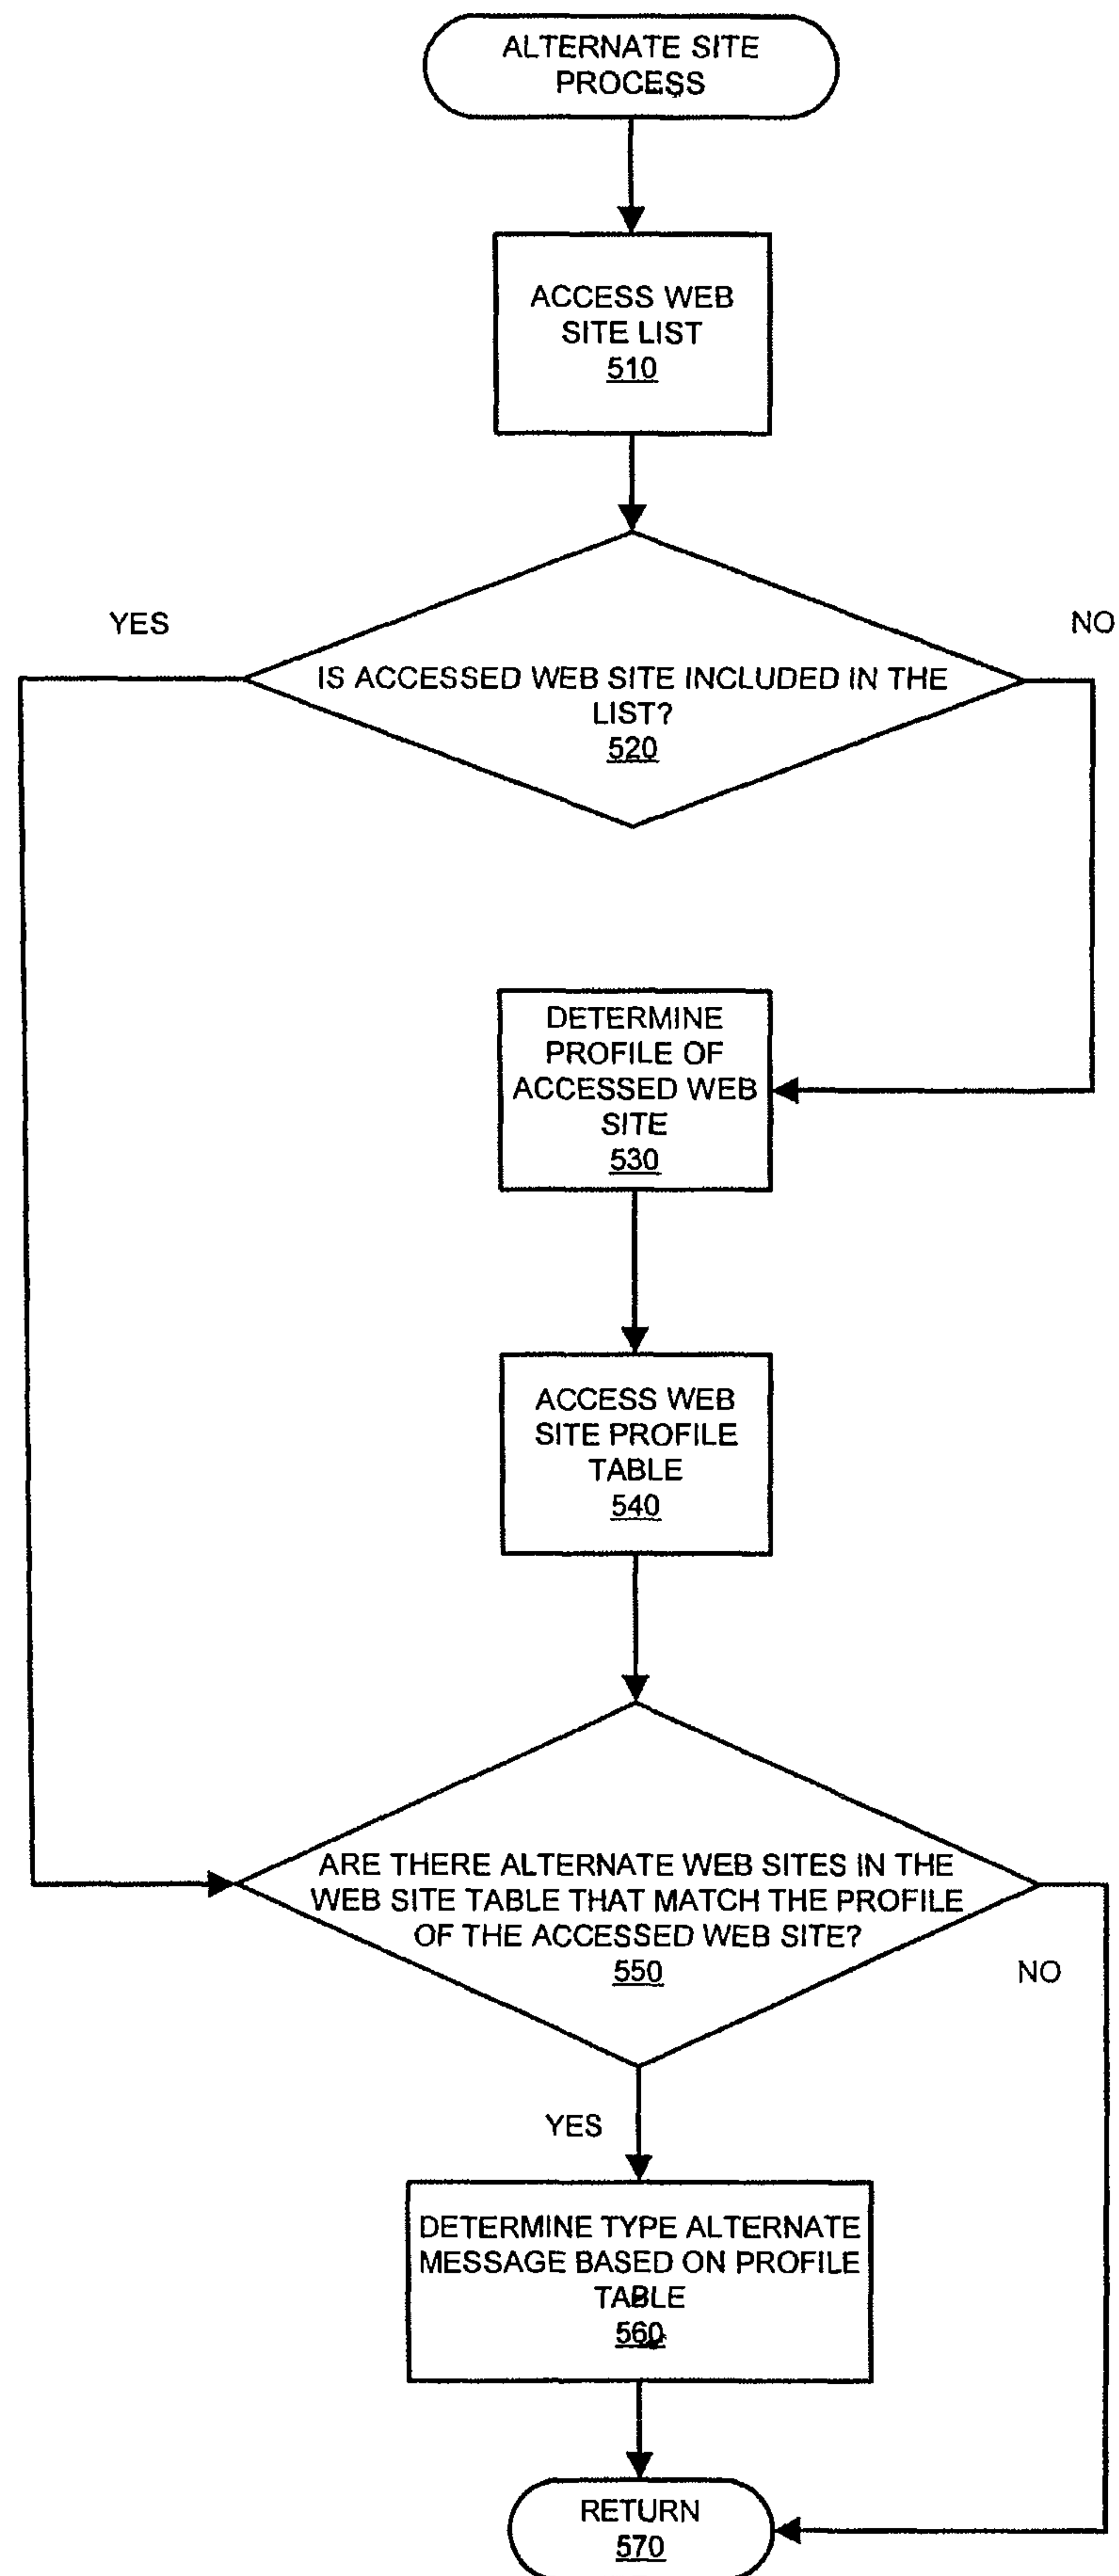 ALTERNATE SITE
PROCESS
ACCESS WEB
SITE LIST
510
YES
NO
IS ACCESSED WEB SITE INCLUDED IN THE
LIST?
520
DETERMINE
PROFILE OF
ACCESSED WEB
SITE
530
ACCESS WEB
SITE PROFILE
TABLE
540
ARE THERE ALTERNATE WEB SITES IN THE
WEB SITE TABLE THAT MATCH THE PROFILE
OF THE ACCESSED WEB SITE?
550
NO
YES
DETERMINE TYPE ALTERNATE
MESSAGE BASED ON PROFILE
TABLE
560
RETURN
570